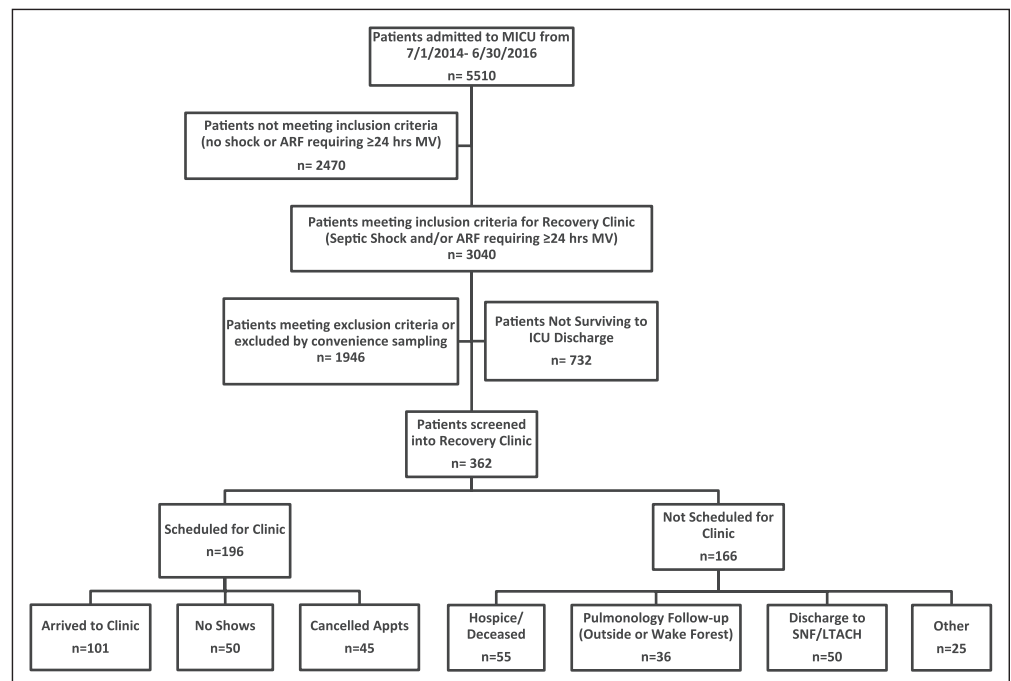 Patients admitted to MICU from
7/1/2014- 6/30/2016
n= 5510
Patients not meeting inclusion criteria
(no shock or ARF requiring ≥24 hrs MV)
n= 2470
Patients meeting inclusion criteria for Recovery Clinic
(Septic Shock and/or ARF requiring ≥24 hrs MV)
n= 3040
Patients meeting exclusion criteria or
excluded by convenience sampling
n= 1946
Patients Not Surviving to
ICU Discharge
n= 732
Patients screened
into Recovery Clinic
n= 362
Scheduled for Clinic
n=196
Not Scheduled for
Clinic
n=166
Arrived to Clinic
n=101
No Shows
n=50
Cancelled Appts
n=45
Hospice/
Deceased
n=55
Pulmonology Follow-up
(Outside or Wake Forest)
n=36
Discharge to
SNF/LTACH
n=50
Other
n=25